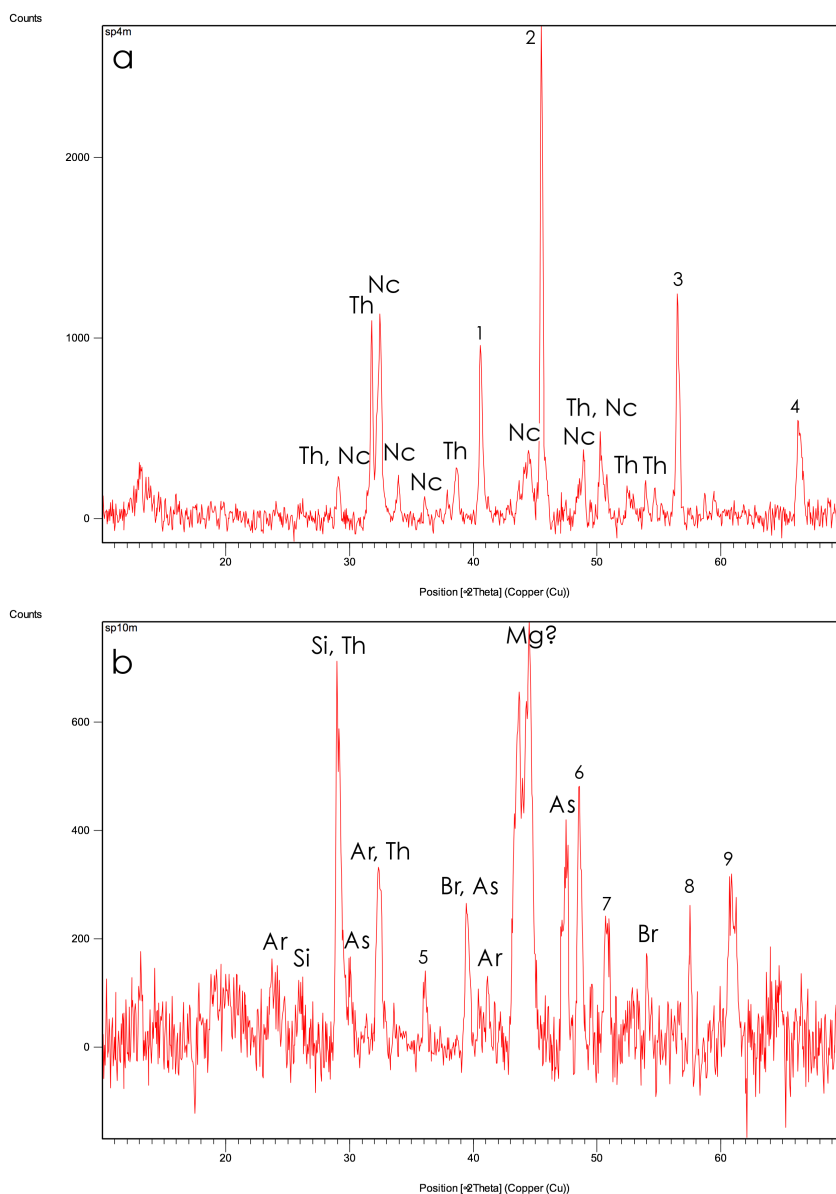 Counts
sp4m
a
2
2000
Nc
Th
3
1000
1
Th, Nc
4
Th, Nc
Nc
Th
Nc
Nc
Nc
Th Th
0
20 30 40 50 60
Position [°2Theta] (Copper (Cu))
Counts
sp10m
b
Si, Th
Mg?
600
6
As
400
Ar, Th
9
Br, As
8
7
200
Ar
As
Br
Si
5
Ar
0
20 30 40 50 60
Position [°2Theta] (Copper (Cu))